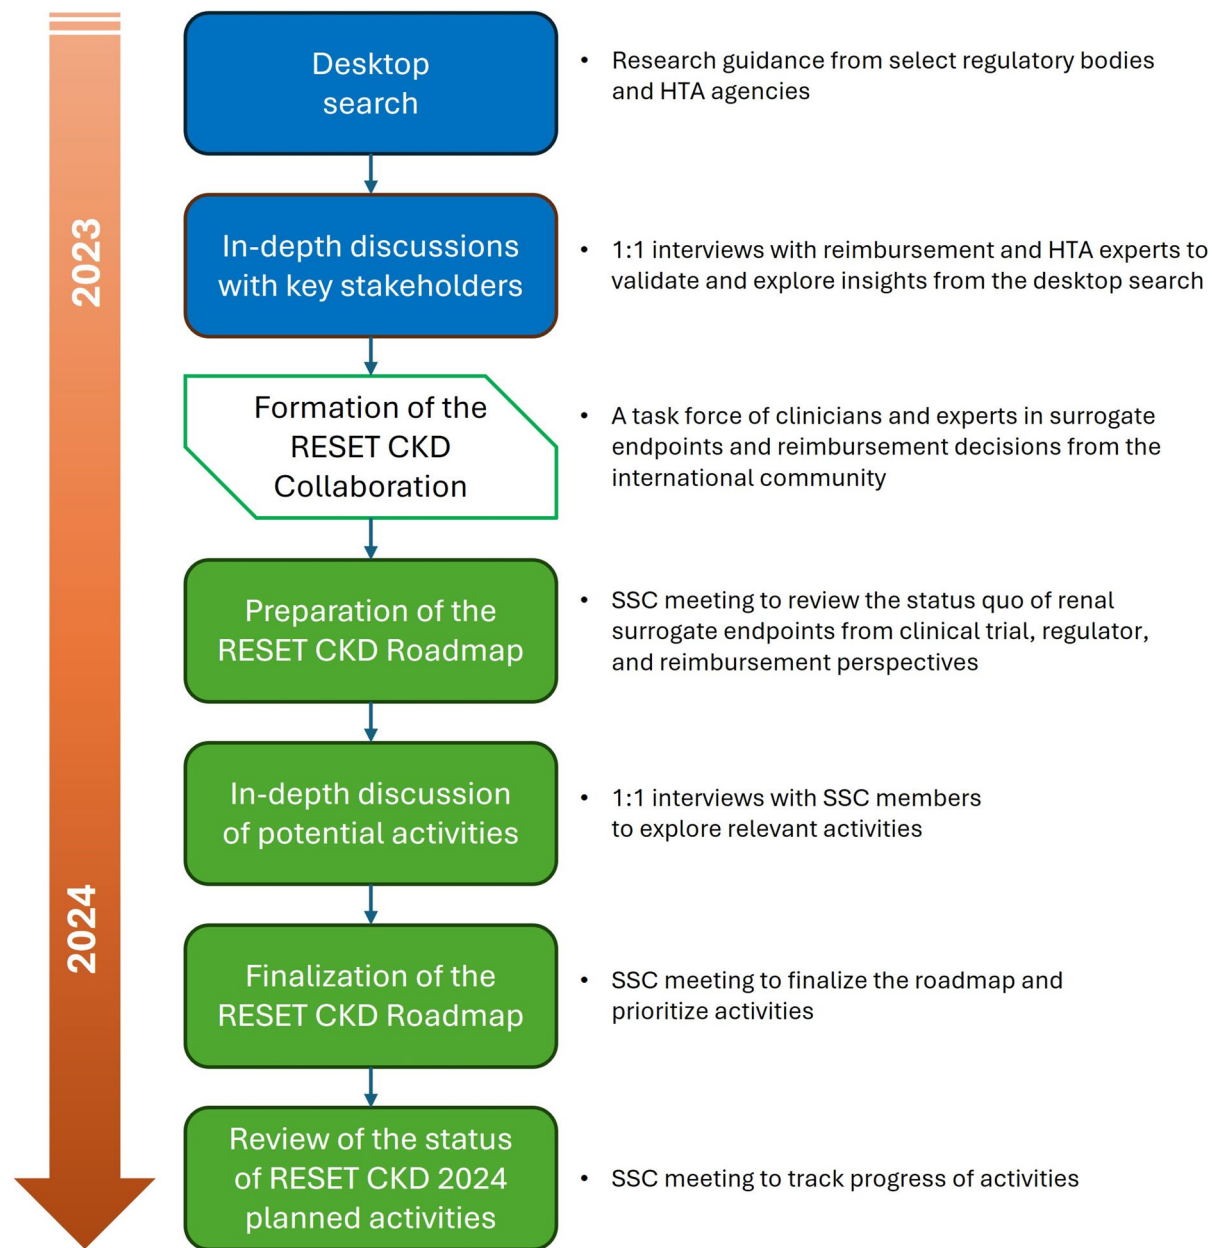 2023
2024
Desktop
search
• Research guidance from select regulatory bodies
and HTA agencies
In-depth discussions
with key stakeholders
• 1:1 interviews with reimbursement and HTA experts to
validate and explore insights from the desktop search
Formation of the
RESET CKD
Collaboration
• A task force of clinicians and experts in surrogate
endpoints and reimbursement decisions from the
international community
Preparation of the
RESET CKD Roadmap
• SSC meeting to review the status quo of renal
surrogate endpoints from clinical trial, regulator,
and reimbursement perspectives
In-depth discussion
of potential activities
• 1:1 interviews with SSC members
to explore relevant activities
Finalization of the
RESET CKD Roadmap
• SSC meeting to finalize the roadmap and
prioritize activities
Review of the status
of RESET CKD 2024
planned activities
• SSC meeting to track progress of activities